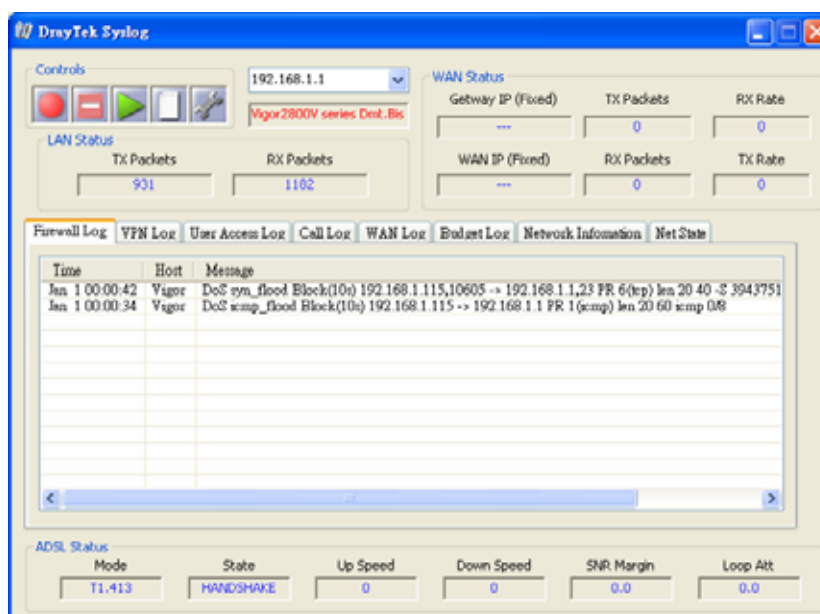 DrayTek Syslog
Controls
192.168.1.1
Vigor2800V series Dmt.Bis
WAN Status
Getway IP (Fixed)
TX Packets
RX Rate
---
0
0
WAN IP (Fixed)
RX Packets
TX Rate
---
0
0
LAN Status
TX Packets
RX Packets
931
1102
Firewall Log
VPN Log
User Access Log
Call Log
WAN Log
Budget Log
Network Infomation
Net State
Time Host Message
Jan 1 00:00:42 Vigor DoS syn_flood Block(10s) 192.168.1.115,10605 -> 192.168.1.1,23 PR 6(tcp) len 20 40 -S 3943751
Jan 1 00:00:34 Vigor DoS icmp_flood Block(10s) 192.168.1.115 -> 192.168.1.1 PR 1(icmp) len 20 60 icmp 0/8
ADSL Status
Mode
State
Up Speed
Down Speed
SNR Margin
Loop Att
T1.413
HANDSHAKE
0
0
0.0
0.0